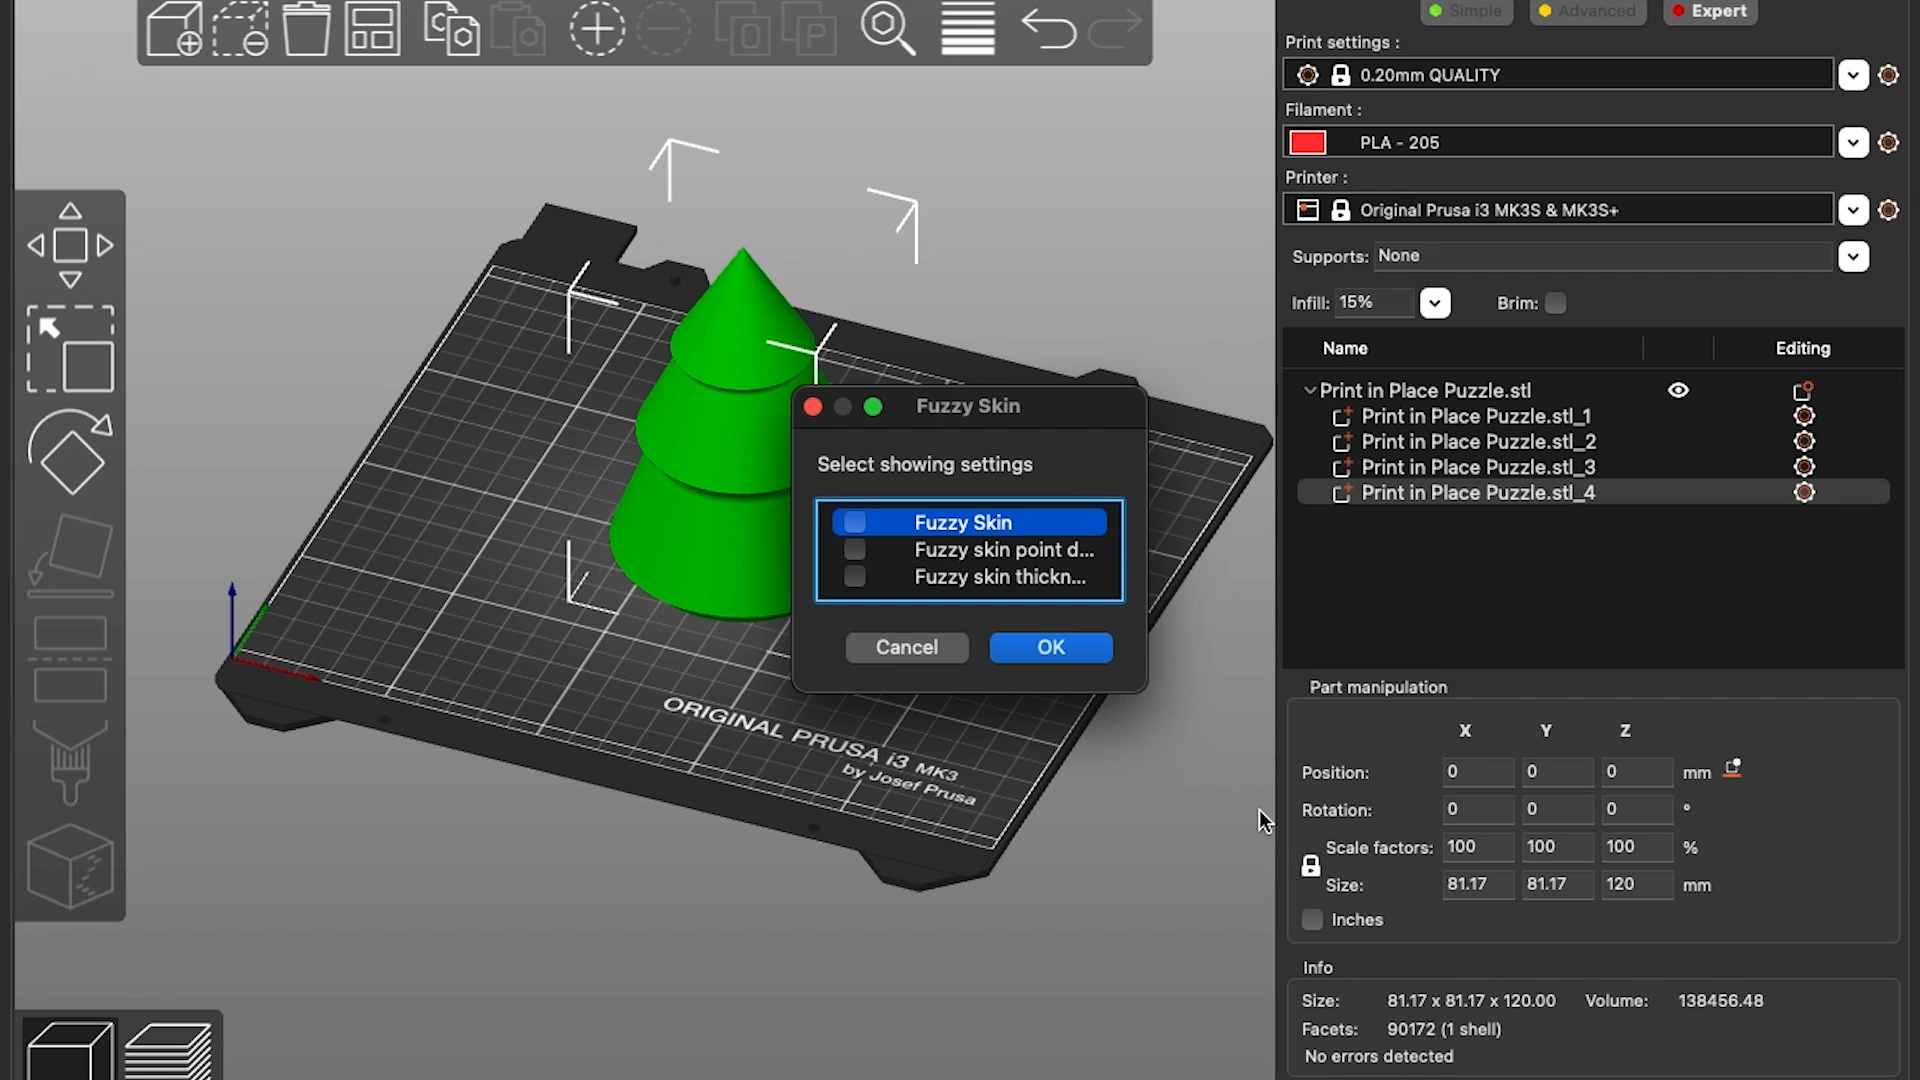 Simple Advanced Expert
Print settings :
0.20mm QUALITY
Filament :
PLA - 205
Printer :
Original Prusa i3 MK3S & MK3S+
Supports: None
Infill: 15% Brim:
Name Editing
Print in Place Puzzle.stl
Print in Place Puzzle.stl_1
Print in Place Puzzle.stl_2
Print in Place Puzzle.stl_3
Print in Place Puzzle.stl_4
Fuzzy Skin
Select showing settings
Fuzzy Skin
Fuzzy skin point d...
Fuzzy skin thickn...
Cancel OK
ORIGINAL PRUSA i3 MK3
by Josef Prusa
Part manipulation
X Y Z
Position: 0 0 0 mm
Rotation: 0 0 0 °
Scale factors: 100 100 100 %
Size: 81.17 81.17 120 mm
Inches
Info
Size: 81.17 x 81.17 x 120.00 Volume: 138456.48
Facets: 90172 (1 shell)
No errors detected